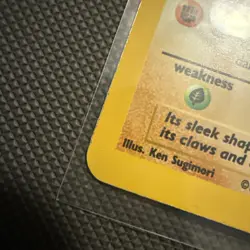 weakness
Its sleek shap
its claws and
Illus. Ken Sugimori
©